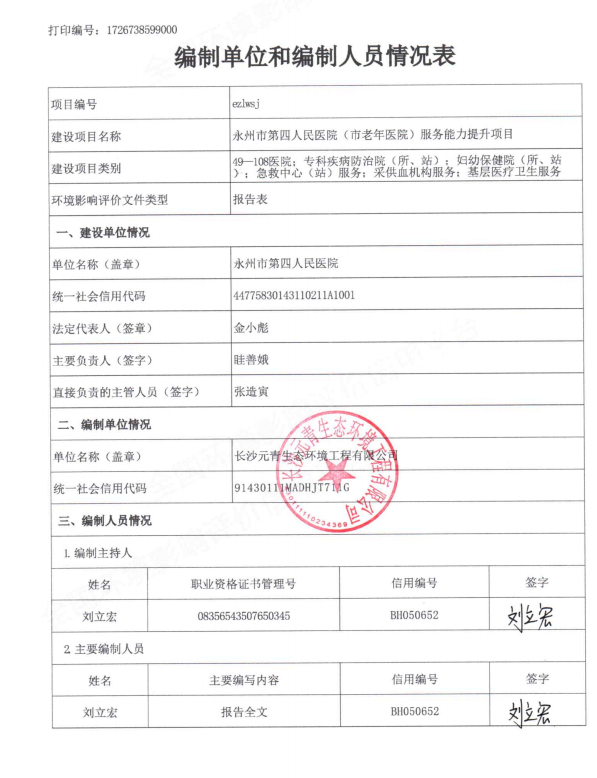 打印编号：1726738599000
编制单位和编制人员情况表
项目编号 ezlwsj
建设项目名称 永州市第四人民医院（市老年医院）服务能力提升项目
建设项目类别 49—108医院；专科疾病防治院（所、站）；妇幼保健院（所、站
）；急救中心（站）服务；采供血机构服务；基层医疗卫生服务
环境影响评价文件类型 报告表
一、建设单位情况
单位名称（盖章） 永州市第四人民医院
统一社会信用代码 44775830143110211A1001
法定代表人（签章） 金小彪
主要负责人（签字） 眭善娥
直接负责的主管人员（签字） 张造寅
二、编制单位情况
单位名称（盖章） 长沙元青生态环境工程有限公司
统一社会信用代码 91430111MADHJT711G
长沙元青生态环境工程有限公司
三、编制人员情况
1.编制主持人
姓名 职业资格证书管理号 信用编号 签字
刘立宏 08356543507650345 BH050652 刘立宏
2 主要编制人员
姓名 主要编写内容 信用编号 签字
刘立宏 报告全文 BH050652 刘立宏